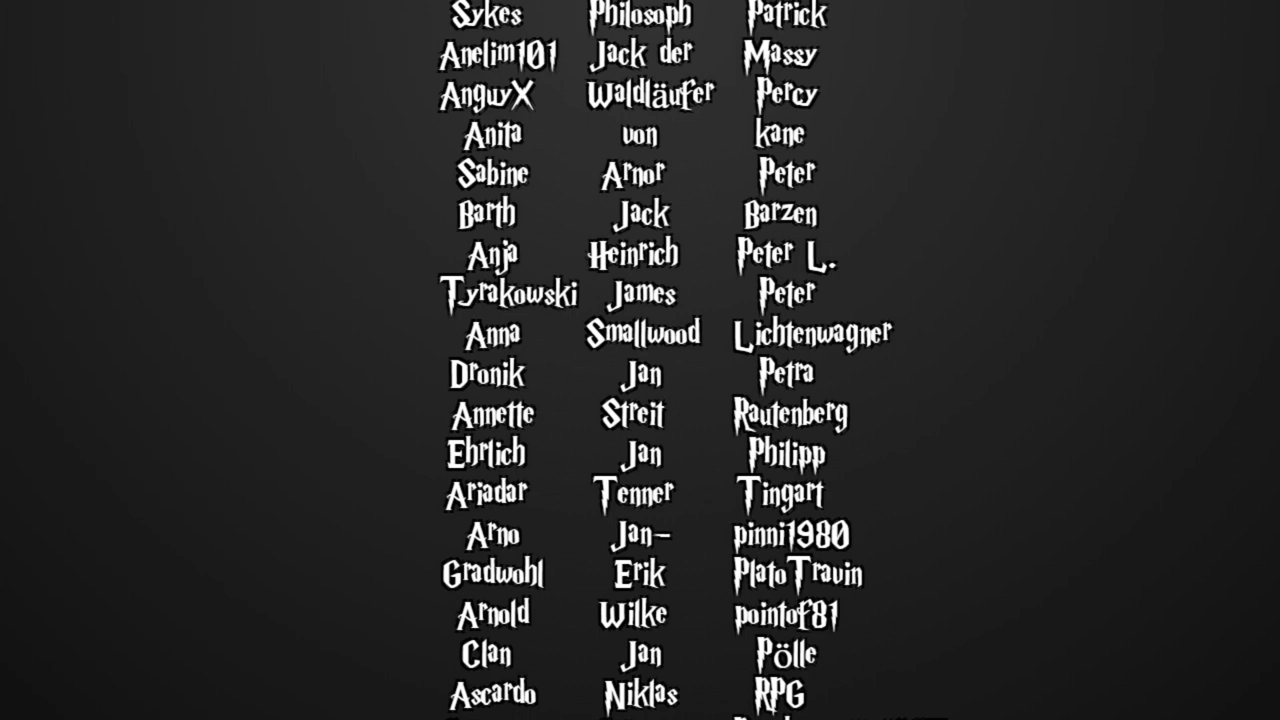 Sykes Philosoph Patrick
Anelim101 Jack der Massy
AnguyX Waldläufer Percy
Anita von kane
Sabine Arnor Peter
Barth Jack Barzen
Anja Heinrich Peter L.
Tyrakowski James Peter
Anna Smallwood Lichtenwagner
Dronik Jan Petra
Annette Streit Rautenberg
Ehrlich Jan Philipp
Ariadar Tenner Tingart
Arno Jan- pinni1980
Gradwohl Erik PlatoTravin
Arnold Wilke pointof81
Clan Jan Pölle
Ascardo Niklas RPG